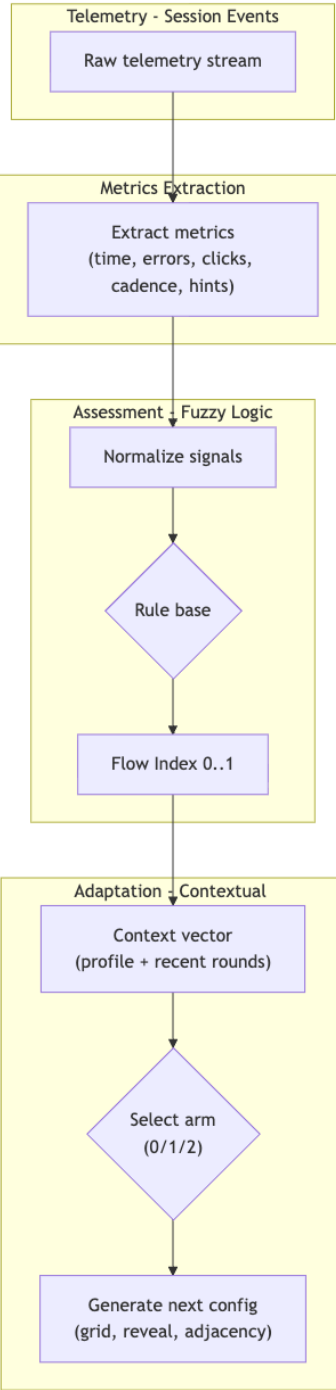 Telemetry - Session Events
Raw telemetry stream
Metrics Extraction
Extract metrics
(time, errors, clicks,
cadence, hints)
Assessment - Fuzzy Logic
Normalize signals
Rule base
Flow Index 0..1
Adaptation - Contextual
Context vector
(profile + recent rounds)
Select arm
(0/1/2)
Generate next config
(grid, reveal, adjacency)